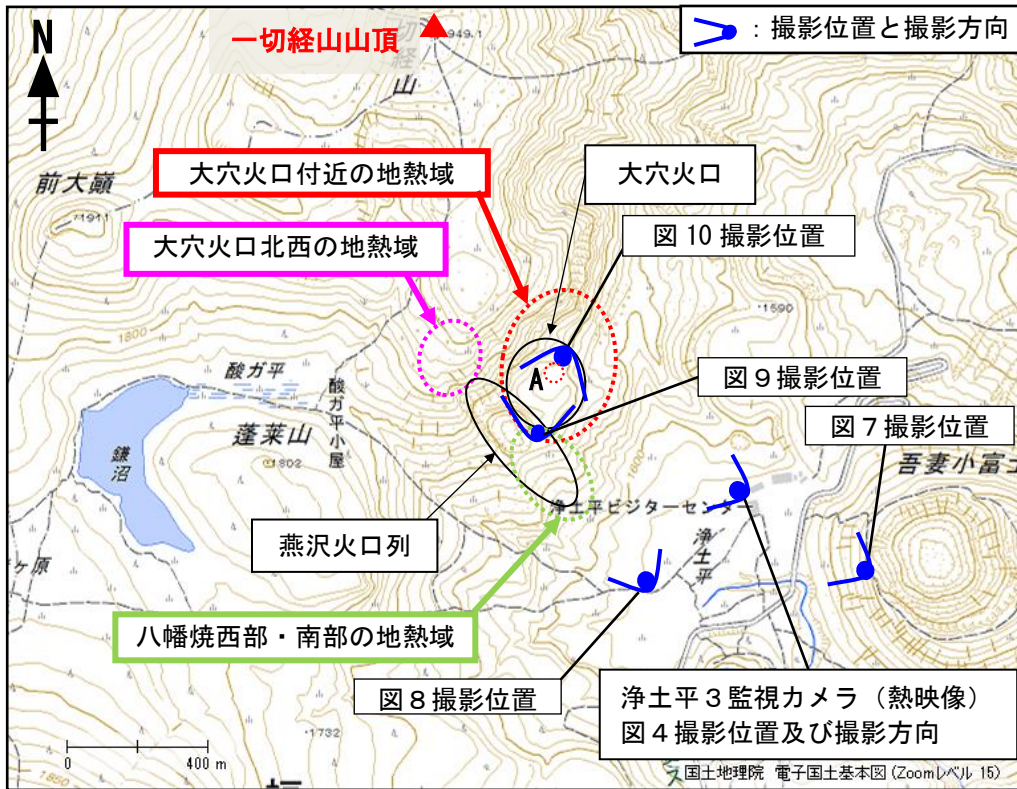 N
一切経山山頂
949.1
切
経
山
：撮影位置と撮影方向
大穴火口付近の地熱域
大穴火口
前大巓
1911
大穴火口北西の地熱域
図 10 撮影位置
1590
1800
酸ガ平
酸ガ平小屋
A
図９撮影位置
図７撮影位置
蓬莱山
1802
鎌沼
1600
吾妻小富士
浄土平ビジターセンター
浄土平
燕沢火口列
ケ原
八幡焼西部・南部の地熱域
図８撮影位置
浄土平３監視カメラ（熱映像）
図４撮影位置及び撮影方向
1732
0
400 m
1850
国土地理院 電子国土基本図 (Zoomレベル 15)